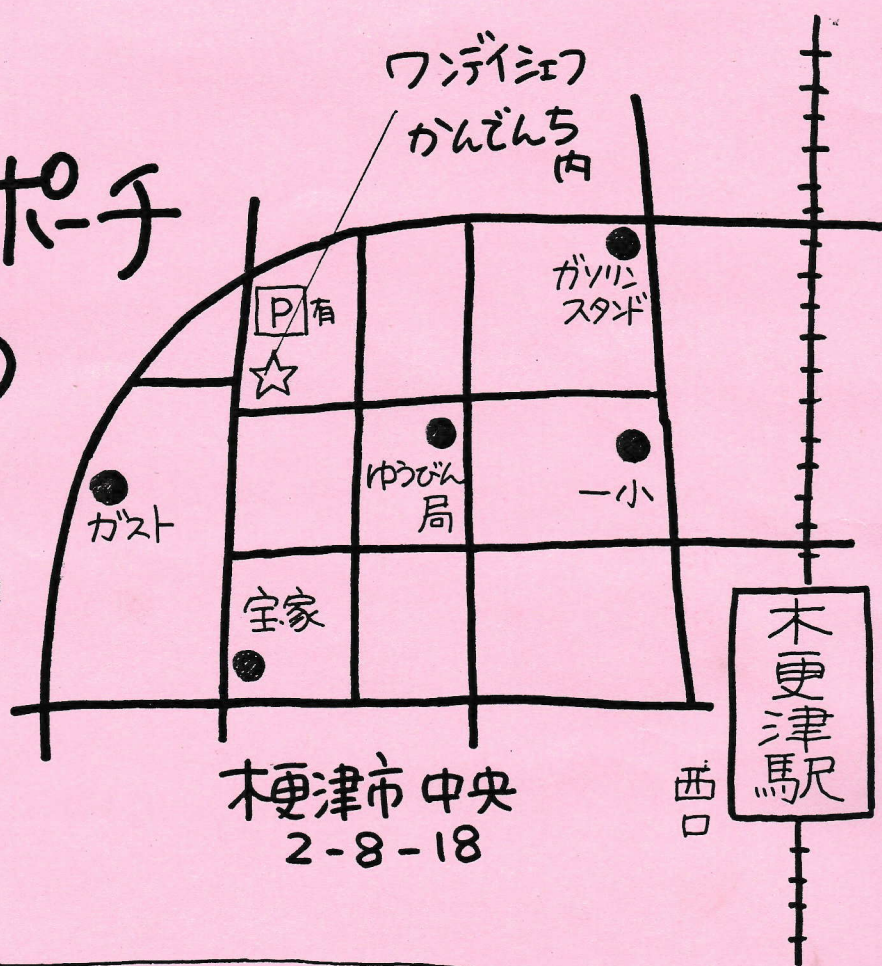 ワンデイシェフ
かんでんち
内
ポーチ
ガソリン
スタンド
P有
ゆうびん
局
一小
ガスト
宝家
木更津駅
西口
木更津市 中央
2-8-18